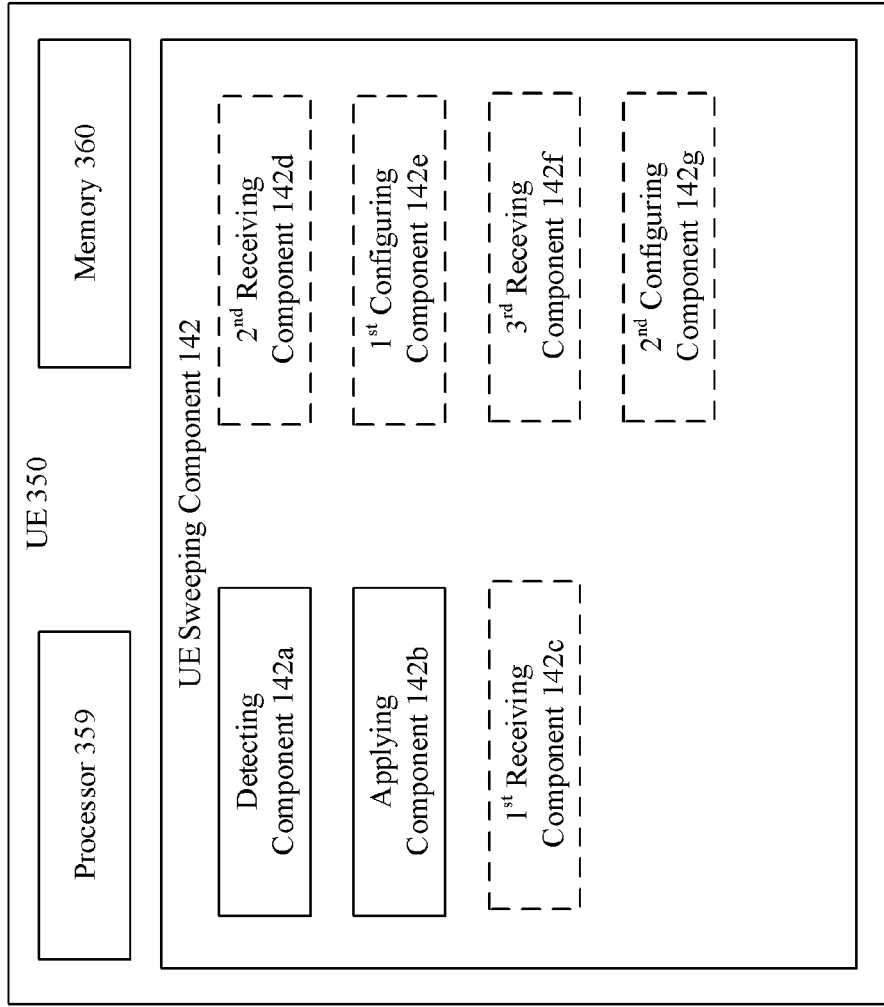 UE 350
Processor 359
Memory 360
UE Sweeping Component 142
Detecting
Component 142a
Applying
Component 142b
1st Receiving
Component 142c
2nd Receiving
Component 142d
1st Configuring
Component 142e
3rd Receving
Component 142f
2nd Configuring
Component 142g